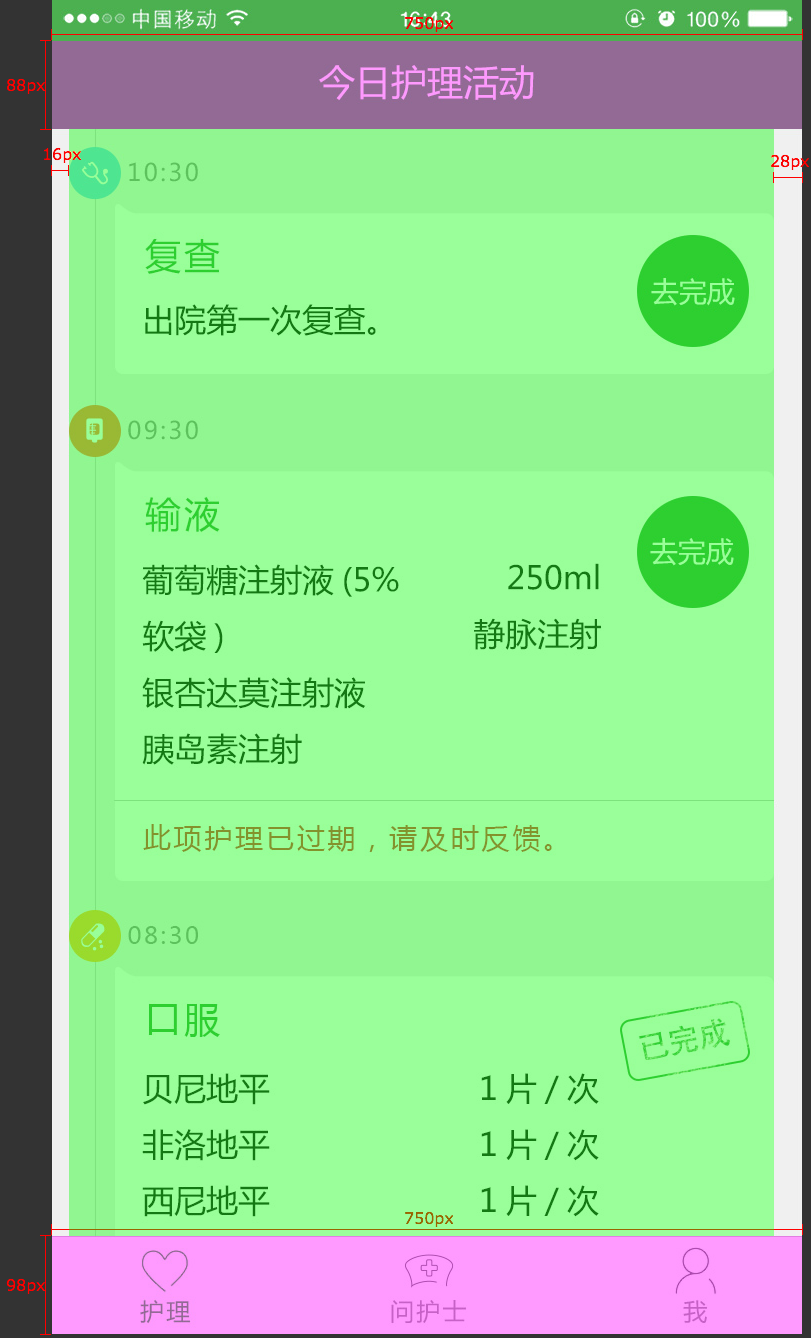 中国移动
100%
750px
88px
今日护理活动
16px
28px
10:30
复查
去完成
出院第一次复查。
09:30
输液
去完成
葡萄糖注射液 (5% 250ml
软袋 ) 静脉注射
银杏达莫注射液
胰岛素注射
此项护理已过期，请及时反馈。
08:30
口服
已完成
贝尼地平 1 片 / 次
非洛地平 1 片 / 次
西尼地平 1 片 / 次
750px
98px
护理 问护士 我